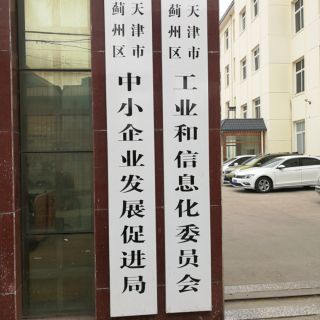 天津市
蓟州区
中小企业发展促进局
天津市
蓟州区
工业和信息化委员会